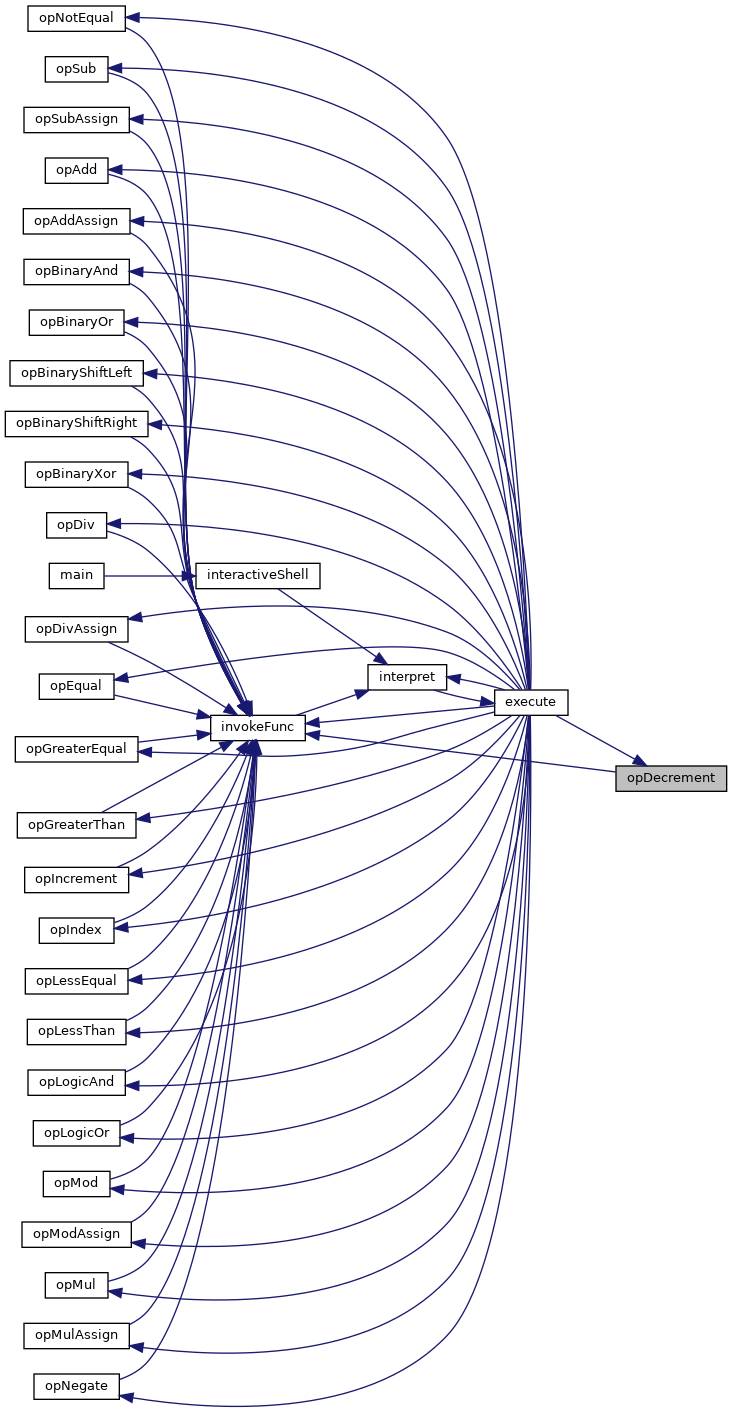 opNotEqual
opSub
opSubAssign
opAdd
opAddAssign
opBinaryAnd
opBinaryOr
opBinaryShiftLeft
opBinaryShiftRight
opBinaryXor
opDiv
main
interactiveShell
opDivAssign
opEqual
interpret
execute
invokeFunc
opGreaterEqual
opDecrement
opGreaterThan
opIncrement
opIndex
opLessEqual
opLessThan
opLogicAnd
opLogicOr
opMod
opModAssign
opMul
opMulAssign
opNegate